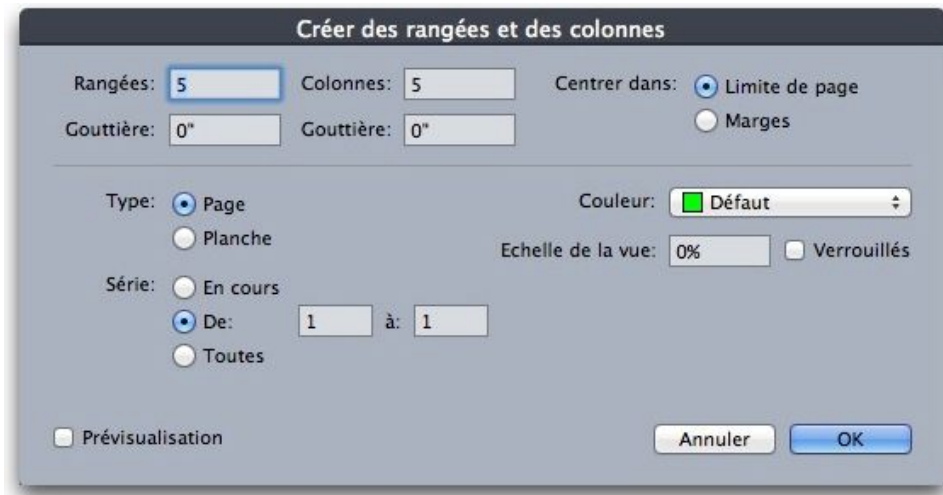 Créer des rangées et des colonnes
Rangées: 5 Colonnes: 5 Centrer dans: Limite de page
Gouttière: 0" Gouttière: 0" Marges
Type: Page Couleur: Défaut
Planche Echelle de la vue: 0% Verrouillés
Série: En cours
De: 1 à: 1
Toutes
Prévisualisation Annuler OK